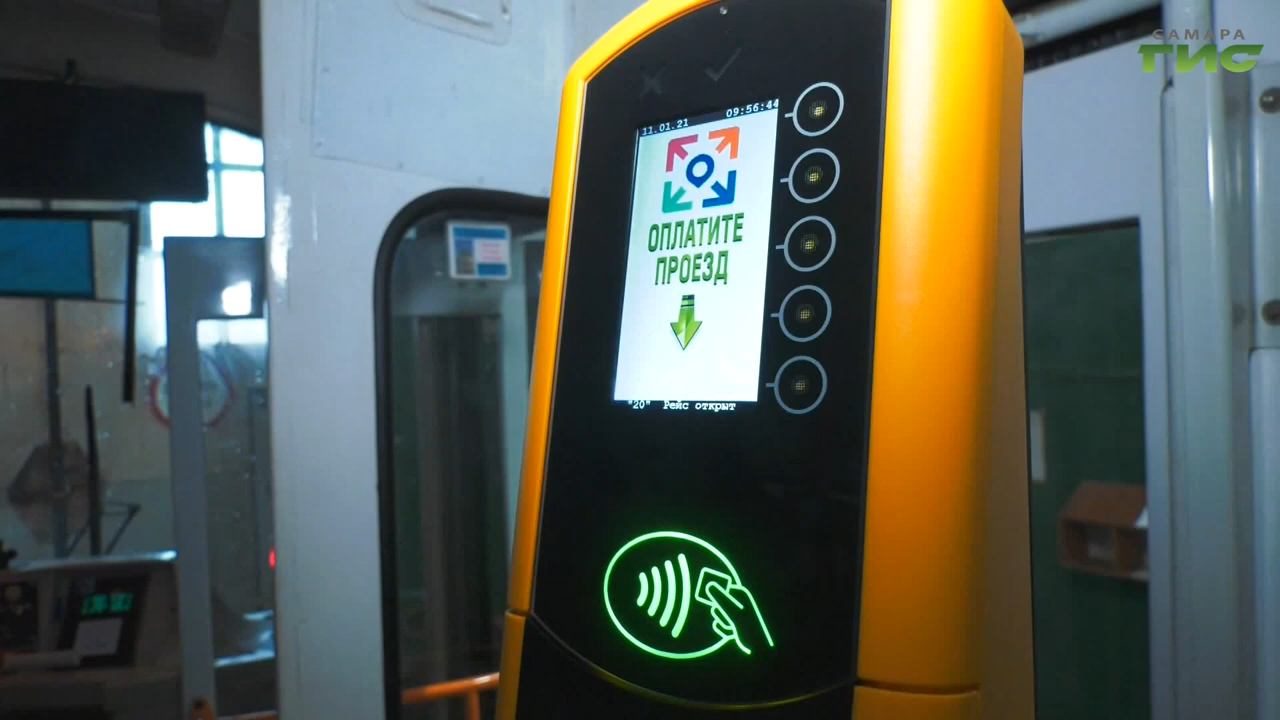 САМАРА
ГИС
11.01.21 09:56:44
ОПЛАТИТЕ
ПРОЕЗД
"20" Рейс открыт